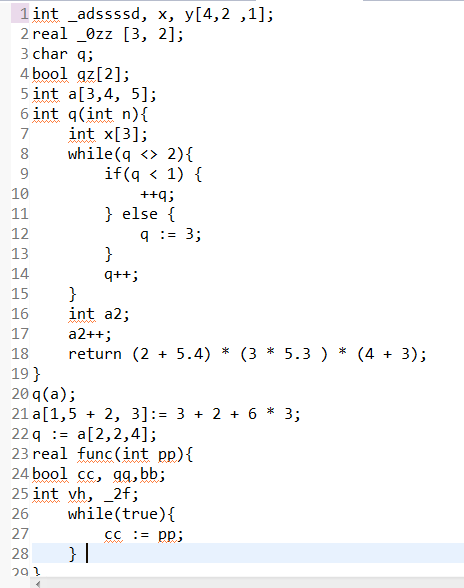 1 int _adssssd, x, y[4,2 ,1];
2 real _0zz [3, 2];
3 char q;
4 bool gz[2];
5 int a[3,4, 5];
6 int q(int n){
7     int x[3];
8     while(q <> 2){
9         if(q < 1) {
10             ++q;
11         } else {
12             q := 3;
13         }
14         q++;
15     }
16     int a2;
17     a2++;
18     return (2 + 5.4) * (3 * 5.3 ) * (4 + 3);
19 }
20 q(a);
21 a[1,5 + 2, 3]:= 3 + 2 + 6 * 3;
22 q := a[2,2,4];
23 real func(int pp){
24 bool cc, qq,bb;
25 int vh, _2f;
26     while(true){
27         cc := pp;
28     }
29 }